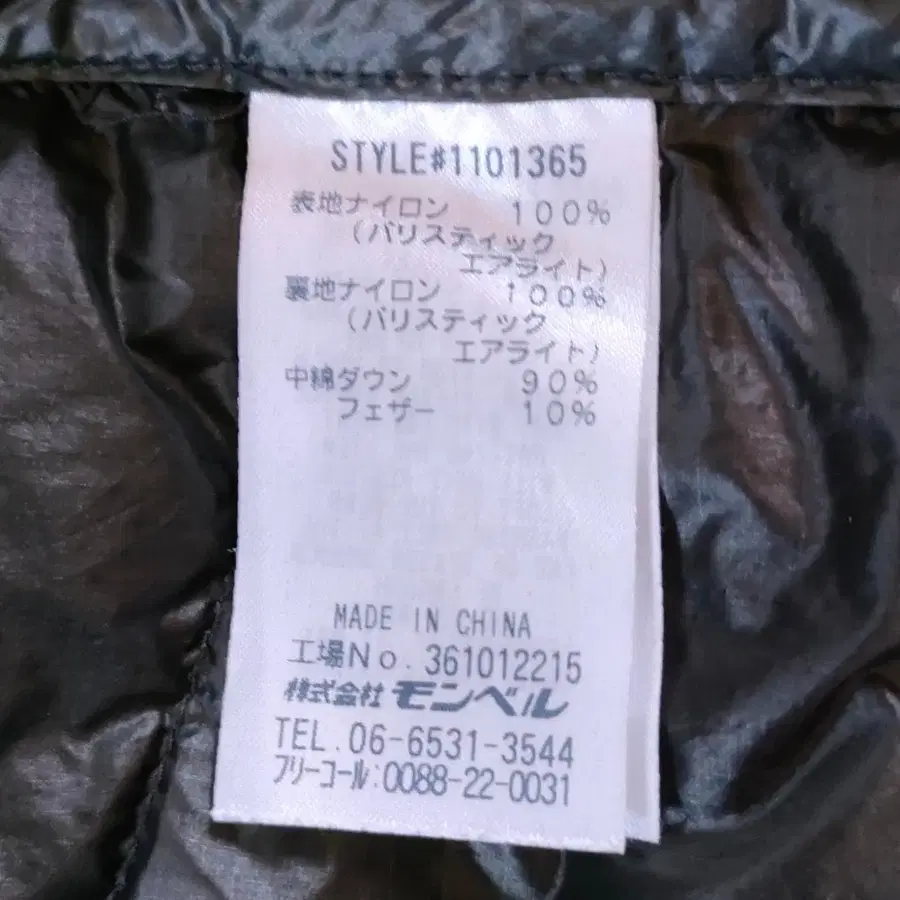 STYLE#1101365
表地ナイロン 100%
(バリスティック
エアライト)
裏地ナイロン 100%
(バリスティック
エアライト)
中綿ダウン 90%
フェザー 10%
MADE IN CHINA
工場No. 361012215
株式会社モンベル
TEL.06-6531-3544
フリーコール:0088-22-0031